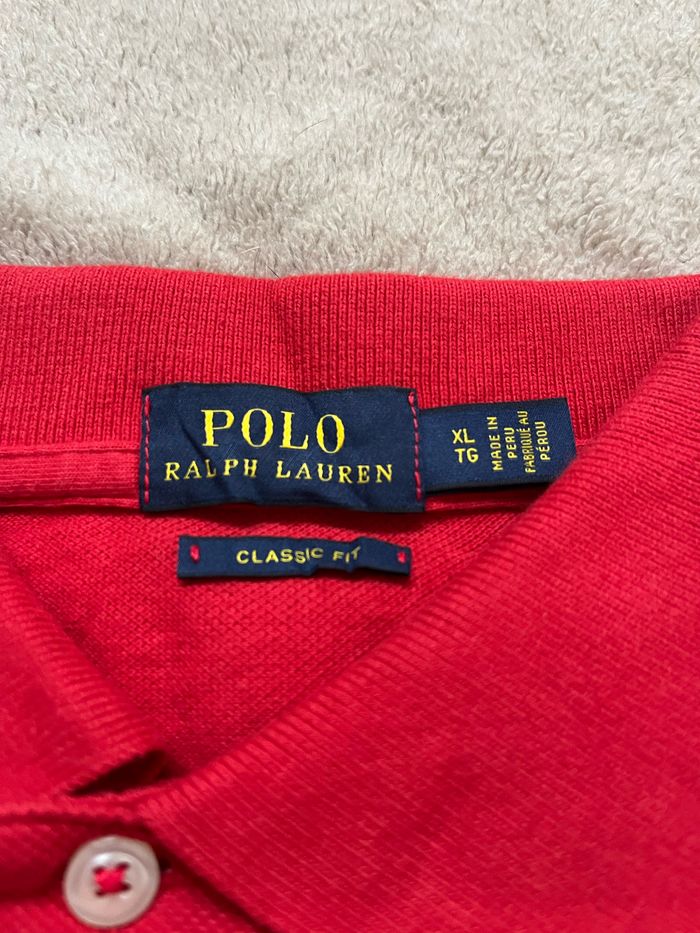 POLO
RALPH LAUREN
XL
TG
MADE IN
PERU
FABRIQUÉ AU
PÉROU
CLASSIC FIT